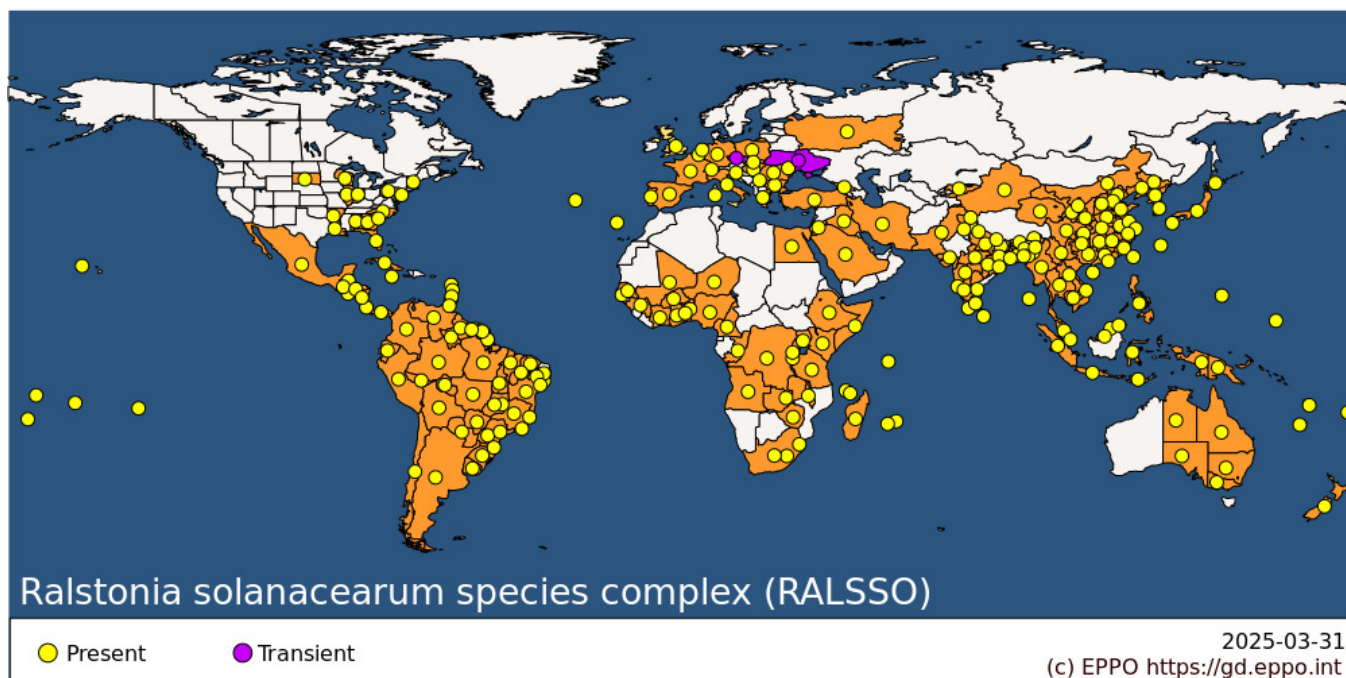 Ralstonia solanacearum species complex (RALSSO)
Present
Transient
2025-03-31
(c) EPPO https://gd.eppo.int